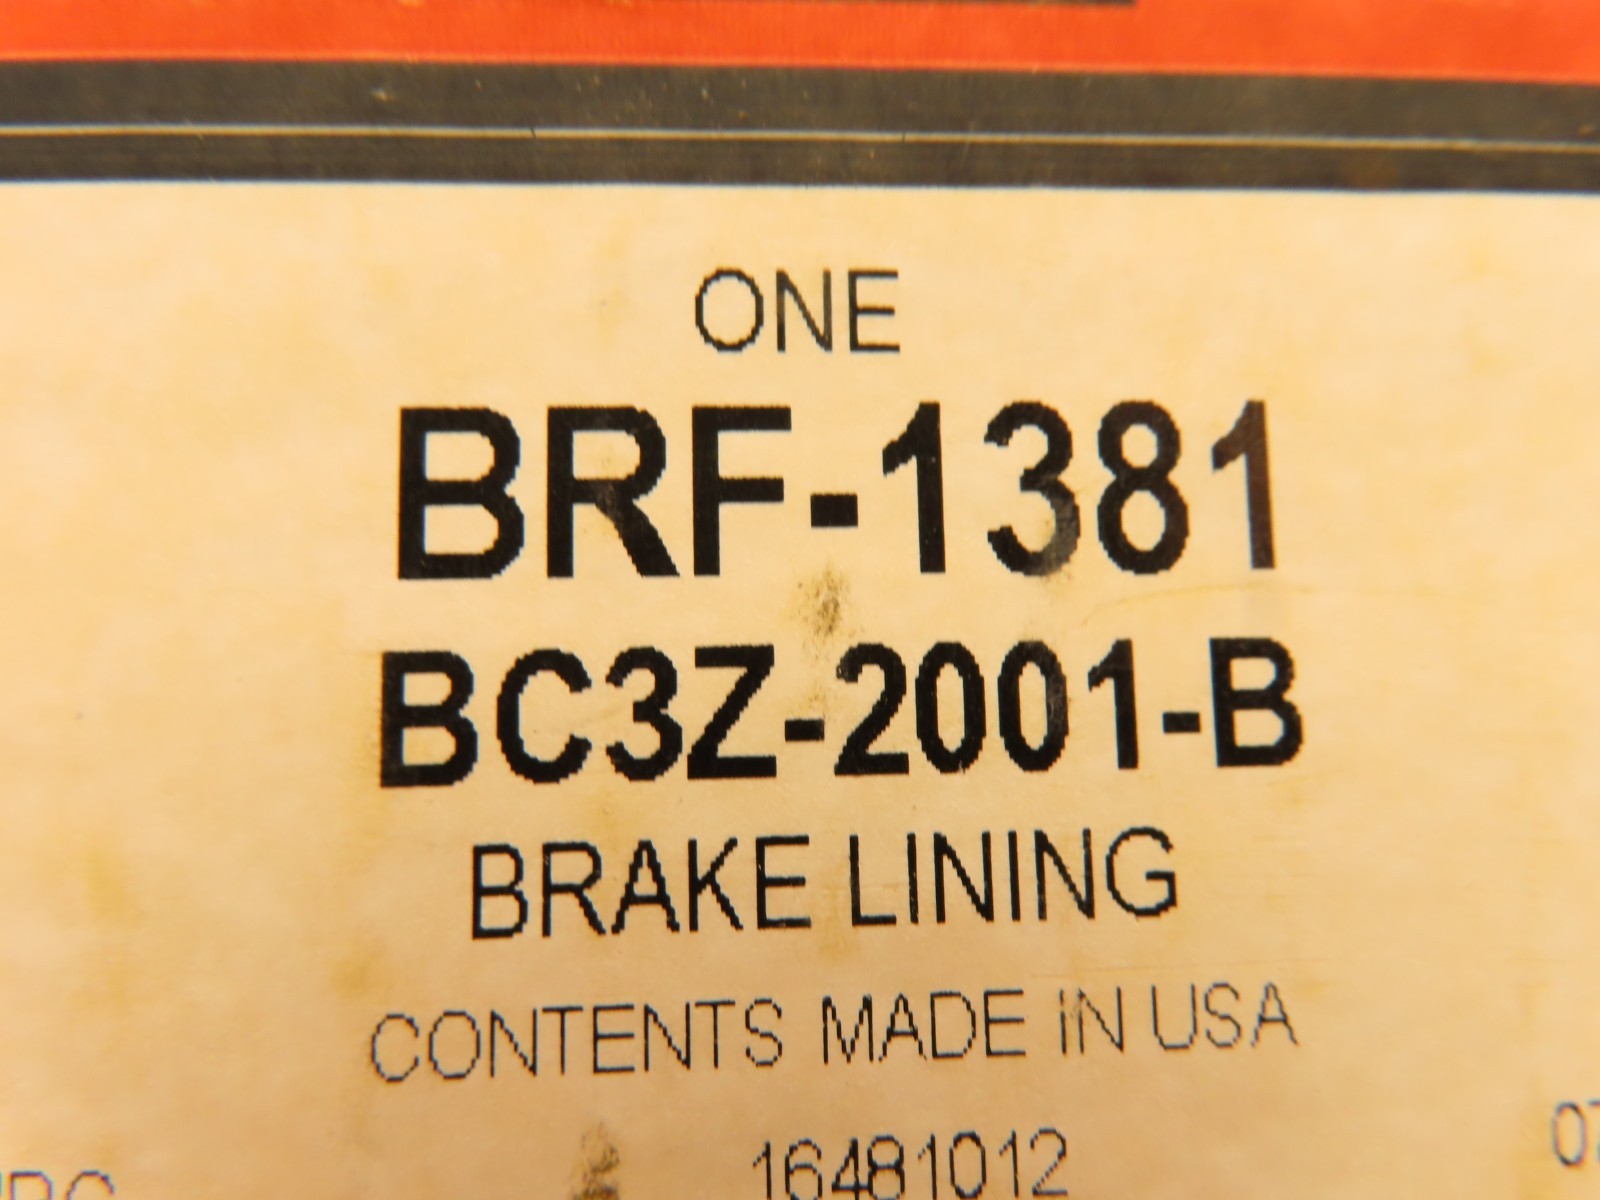 ONE
BRF-1381
BC3Z-2001-B
BRAKE LINING
CONTENTS MADE IN USA
16481012